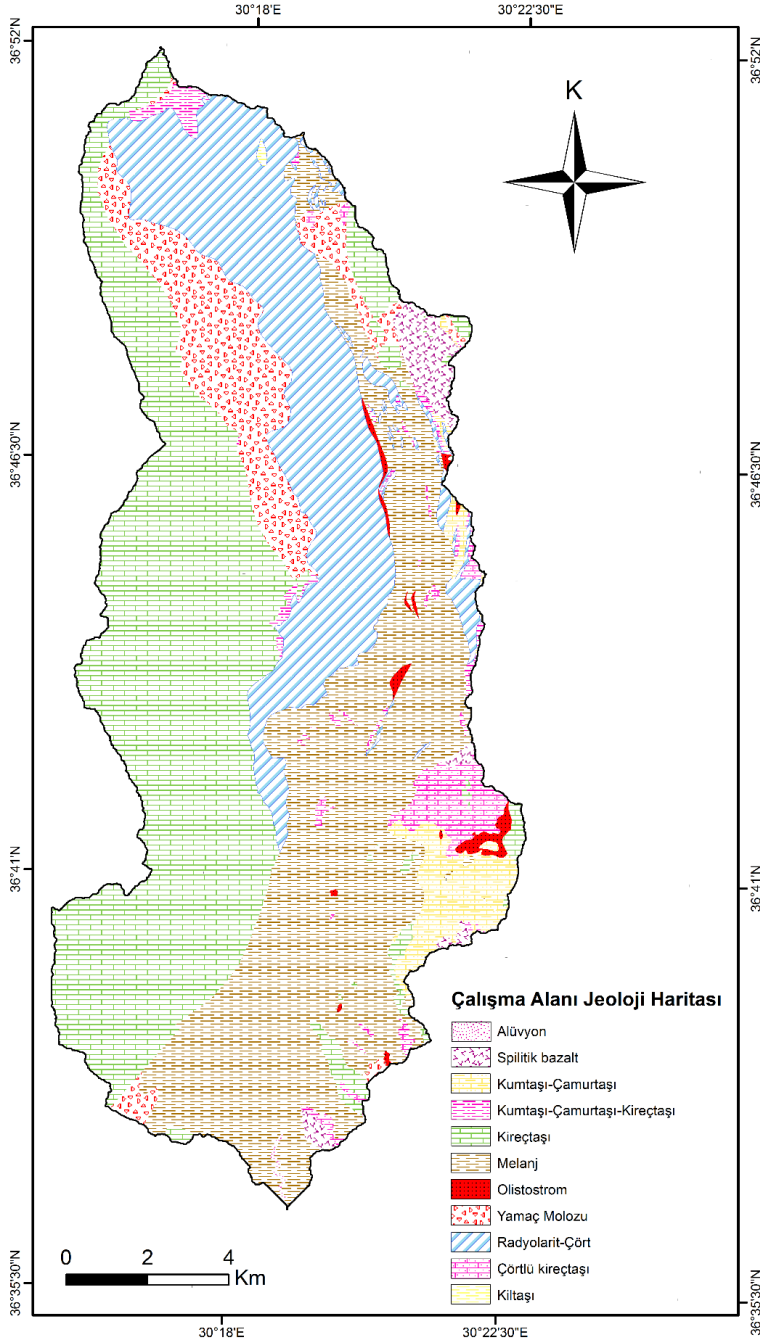 30°18'E
30°22'30"E
36°52'N
36°52'N
K
36°46'30"N
36°46'30"N
36°41'N
36°41'N
Çalışma Alanı Jeoloji Haritası
Alüvyon
Spilitik bazalt
Kumtaşı-Çamurtaşı
Kumtaşı-Çamurtaşı-Kireçtaşı
Kireçtaşı
Melanj
Olistostrom
Yamaç Molozu
Radyolarit-Çört
Çörtlü kireçtaşı
Kiltaşı
0 2 4
Km
36°35'30"N
36°35'30"N
30°18'E
30°22'30"E